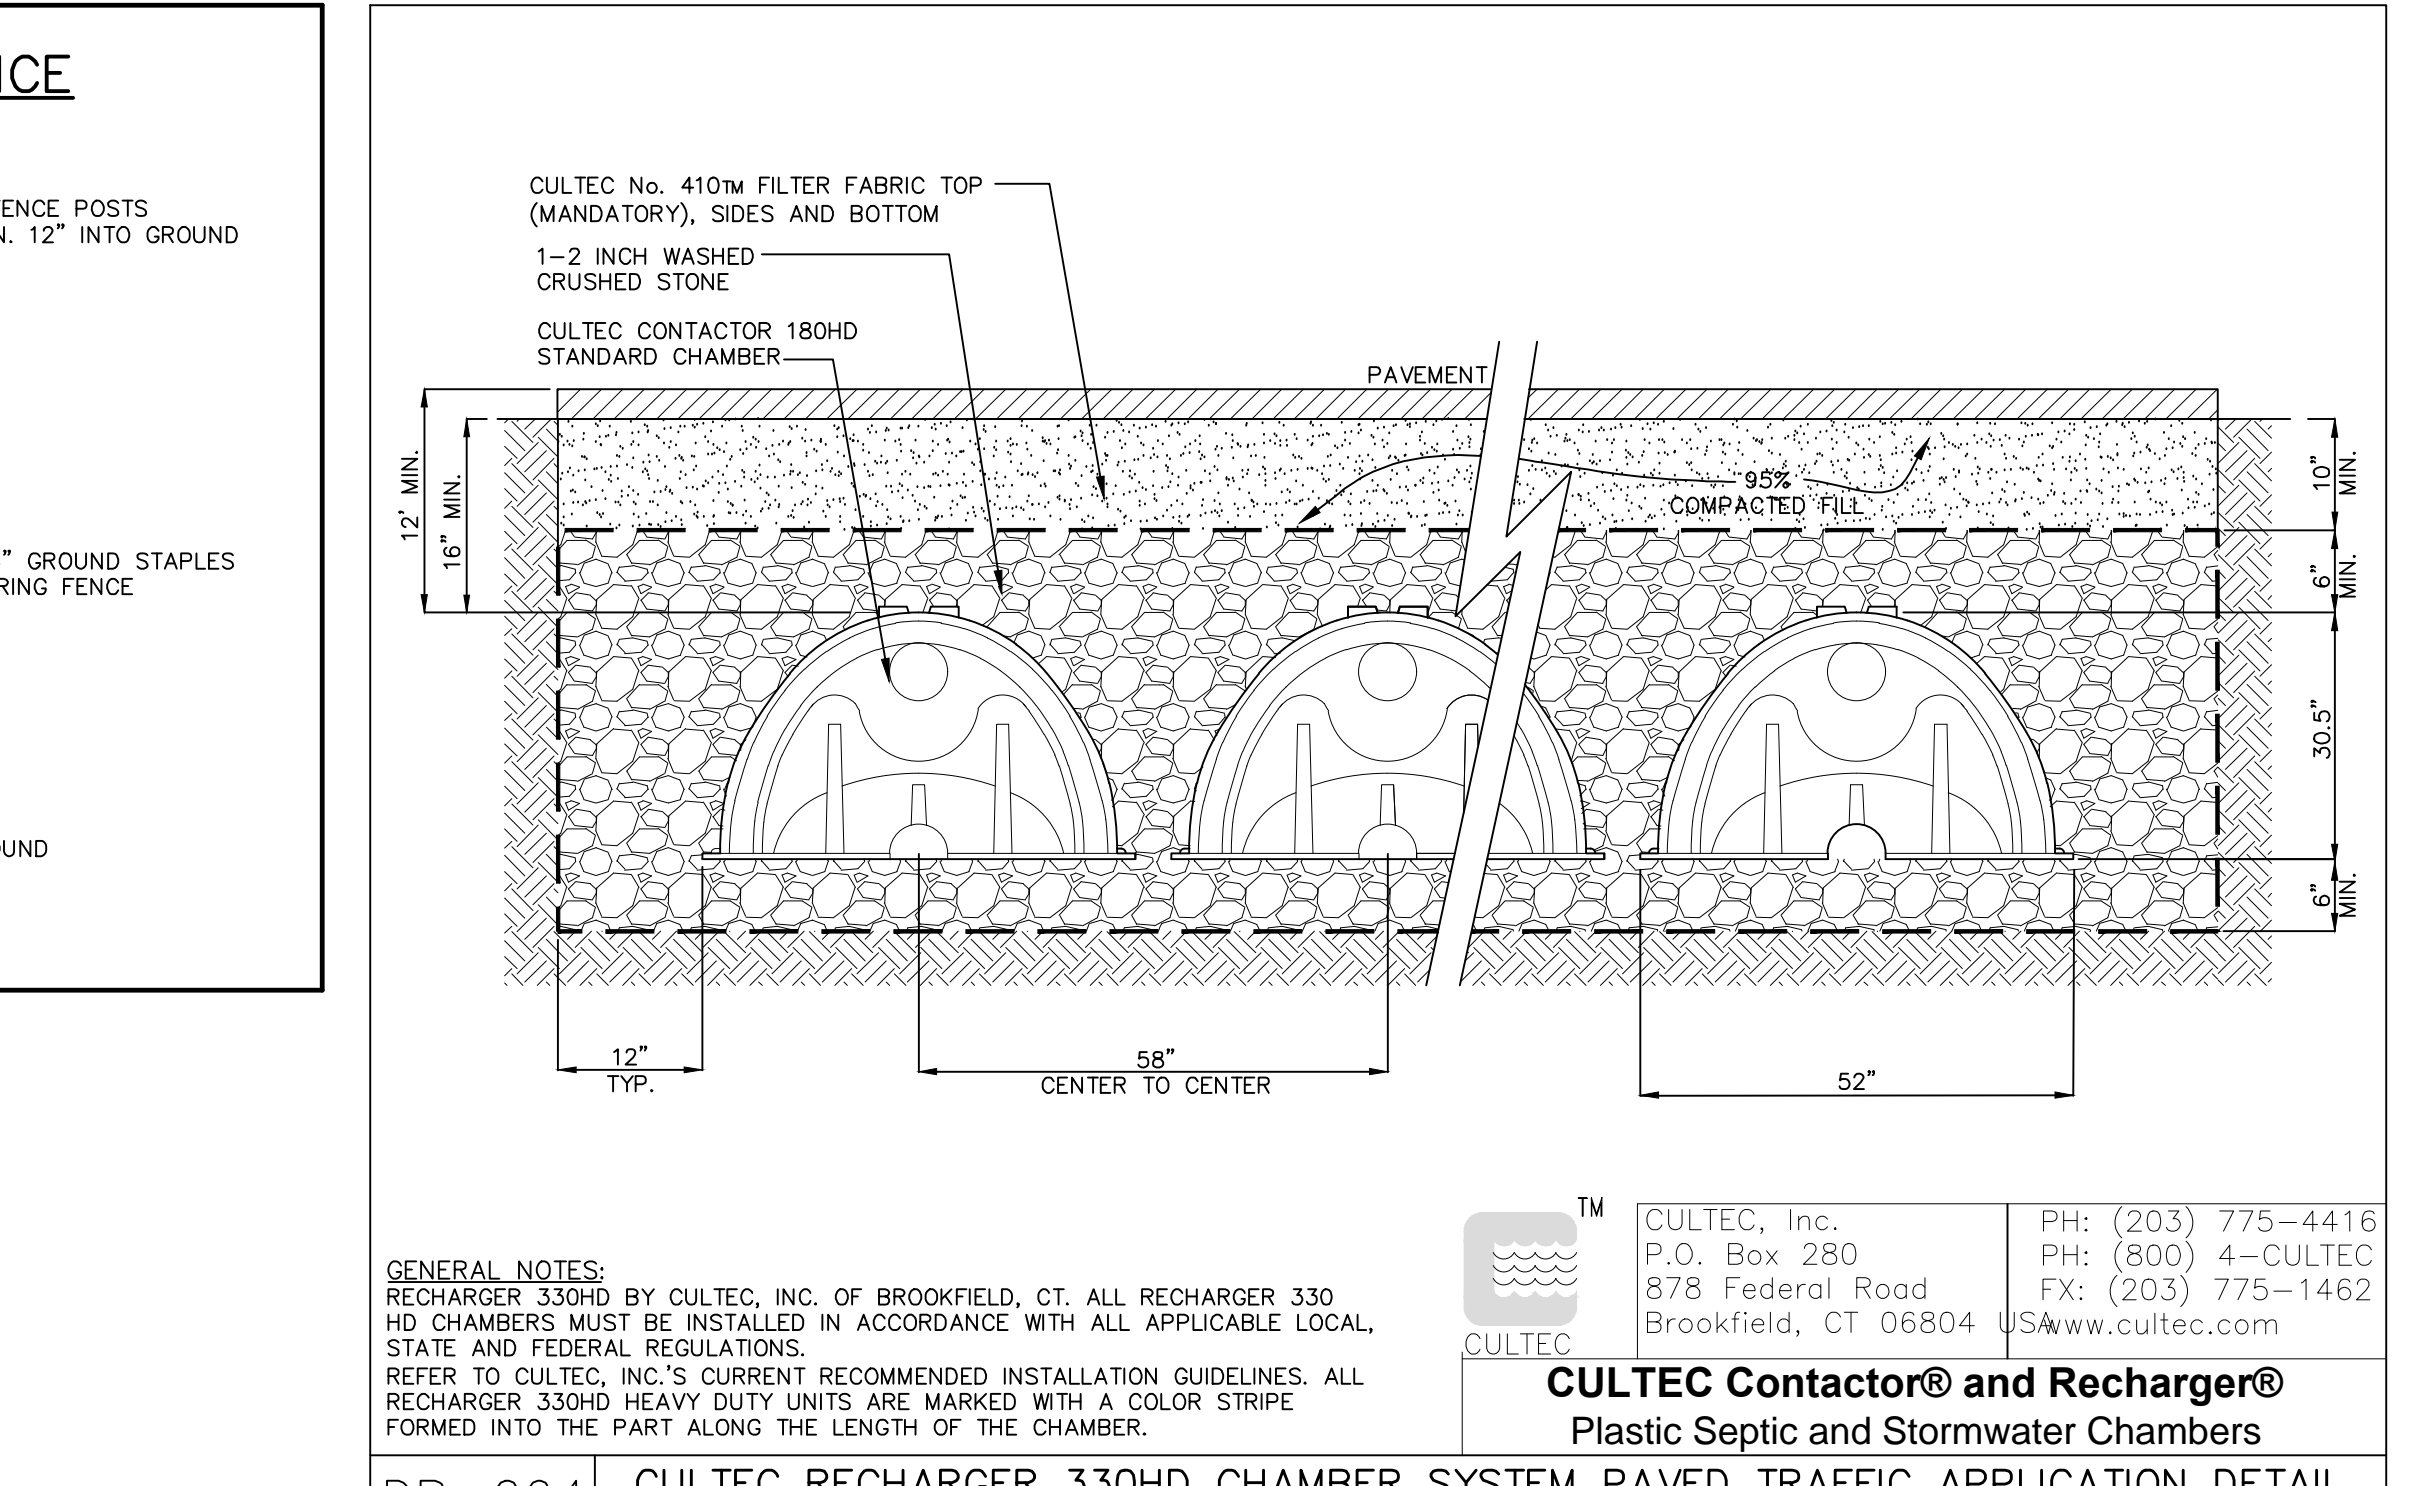 ENCE POSTS
12” INTO GROUND
” GROUND STAPLES
RING FENCE
CULTEC No. 410™ FILTER FABRIC TOP
(MANDATORY), SIDES AND BOTTOM
1-2 INCH WASHED
CRUSHED STONE
CULTEC CONTACTOR 180HD
STANDARD CHAMBER
PAVEMENT
12' MIN.
16” MIN.
95%
COMPACTED FILL
10”
MIN.
6”
MIN.
30.5”
6”
MIN.
12”
TYP.
58”
CENTER TO CENTER
52”
GENERAL NOTES:
RECHARGER 330HD BY CULTEC, INC. OF BROOKFIELD, CT. ALL RECHARGER 330
HD CHAMBERS MUST BE INSTALLED IN ACCORDANCE WITH ALL APPLICABLE LOCAL,
STATE AND FEDERAL REGULATIONS.
REFER TO CULTEC, INC.'S CURRENT RECOMMENDED INSTALLATION GUIDELINES. ALL
RECHARGER 330HD HEAVY DUTY UNITS ARE MARKED WITH A COLOR STRIPE
FORMED INTO THE PART ALONG THE LENGTH OF THE CHAMBER.
TM
CULTEC
CULTEC, Inc.
P.O. Box 280
878 Federal Road
Brookfield, CT 06804 USA
PH: (203) 775-4416
PH: (800) 4-CULTEC
FX: (203) 775-1462
www.cultec.com
CULTEC Contactor® and Recharger®
Plastic Septic and Stormwater Chambers
CULTEC RECHARGER 330HD CHAMBER SYSTEM PAVED TRAFFIC APPLICATION DETAIL